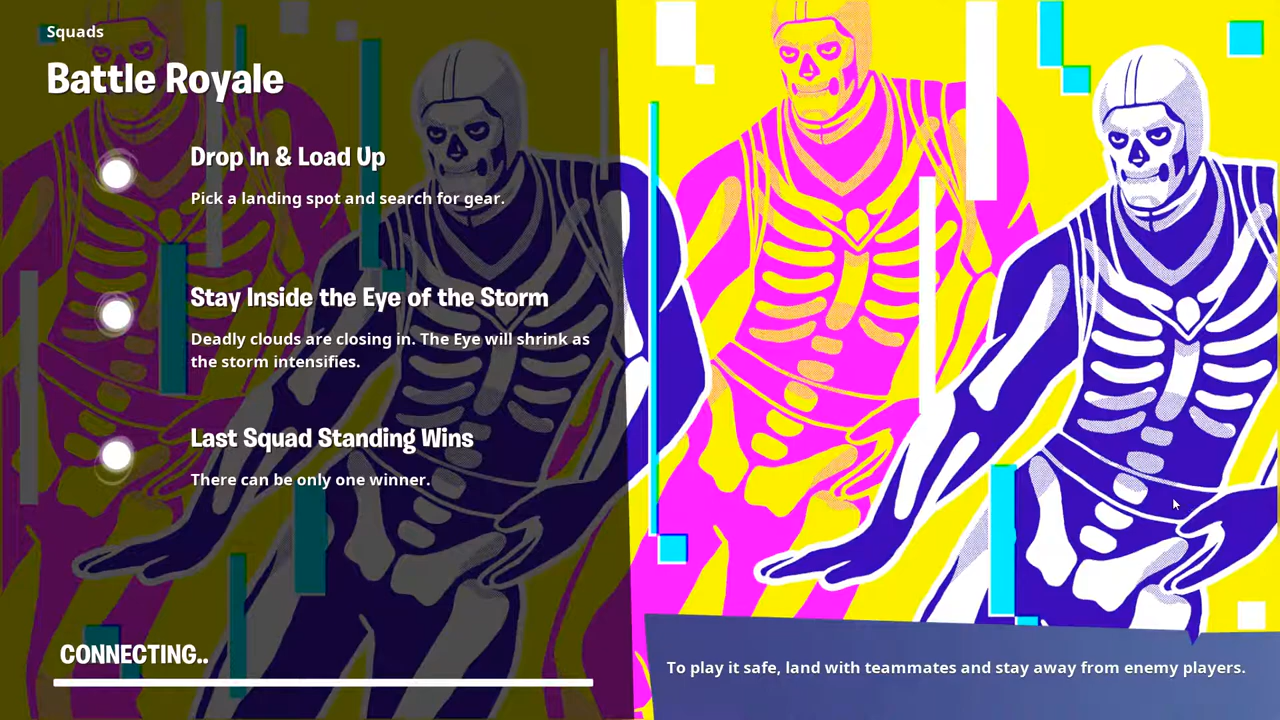 Squads
Battle Royale
Drop In & Load Up
Pick a landing spot and search for gear.
Stay Inside the Eye of the Storm
Deadly clouds are closing in. The Eye will shrink as
the storm intensifies.
Last Squad Standing Wins
There can be only one winner.
CONNECTING..
To play it safe, land with teammates and stay away from enemy players.